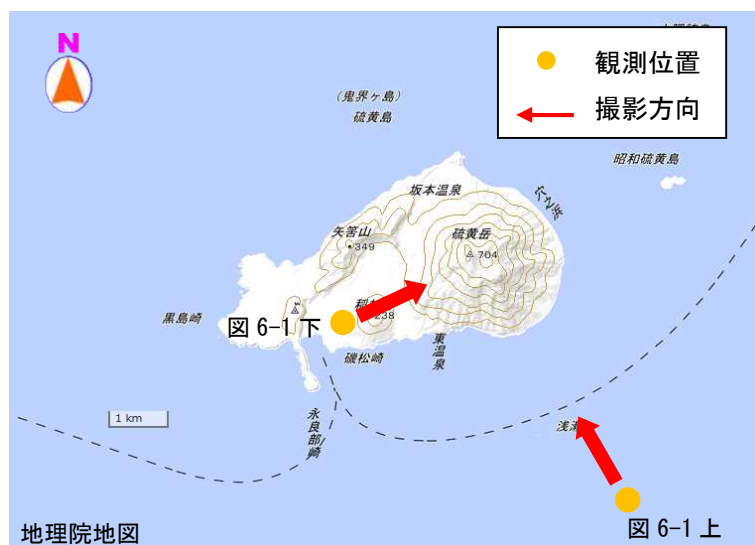 N
観測位置
撮影方向
(鬼界ヶ島)
硫黄島
昭和硫黄島
坂本温泉
穴之浜
矢筈山
349
硫黄岳
704
238
黒島崎
図 6-1 下
磯松崎
東温泉
1 km
永良部崎
図 6-1 上
地理院地図